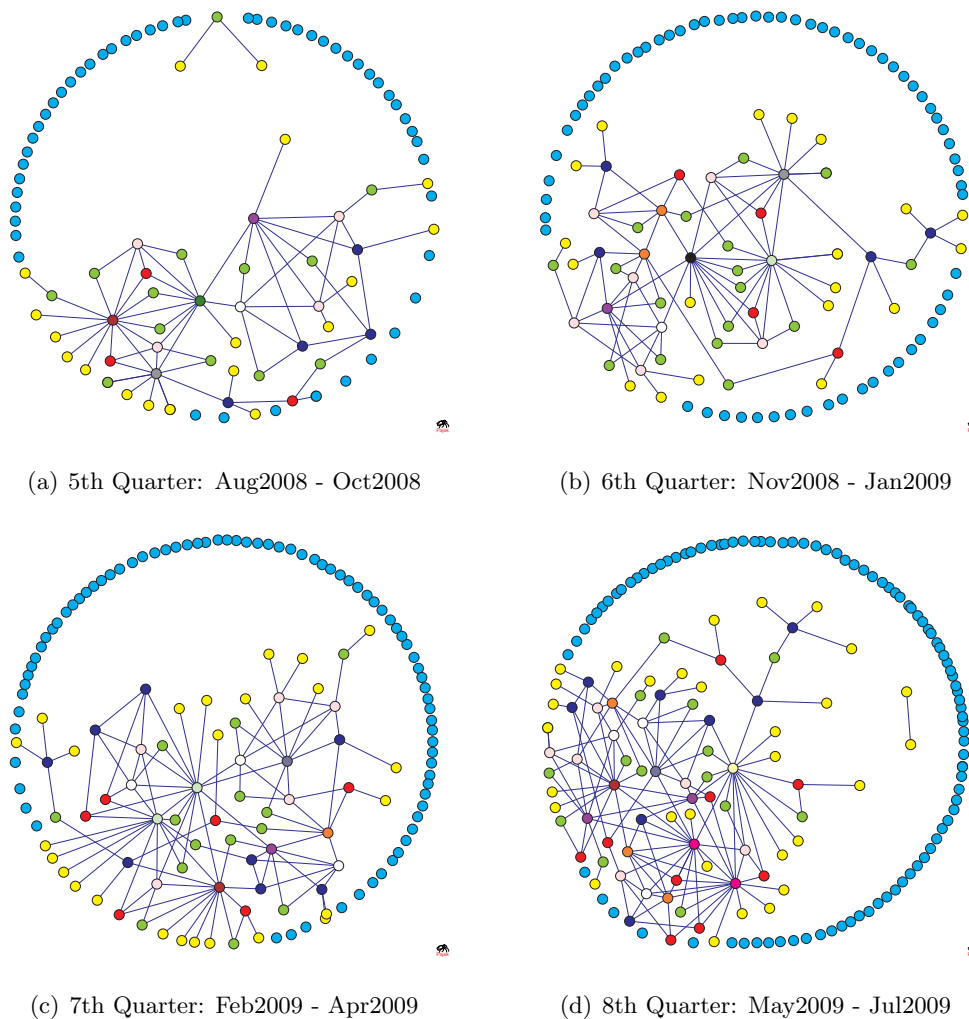 (a) 5th Quarter: Aug2008 - Oct2008
(b) 6th Quarter: Nov2008 - Jan2009
(c) 7th Quarter: Feb2009 - Apr2009
(d) 8th Quarter: May2009 - Jul2009